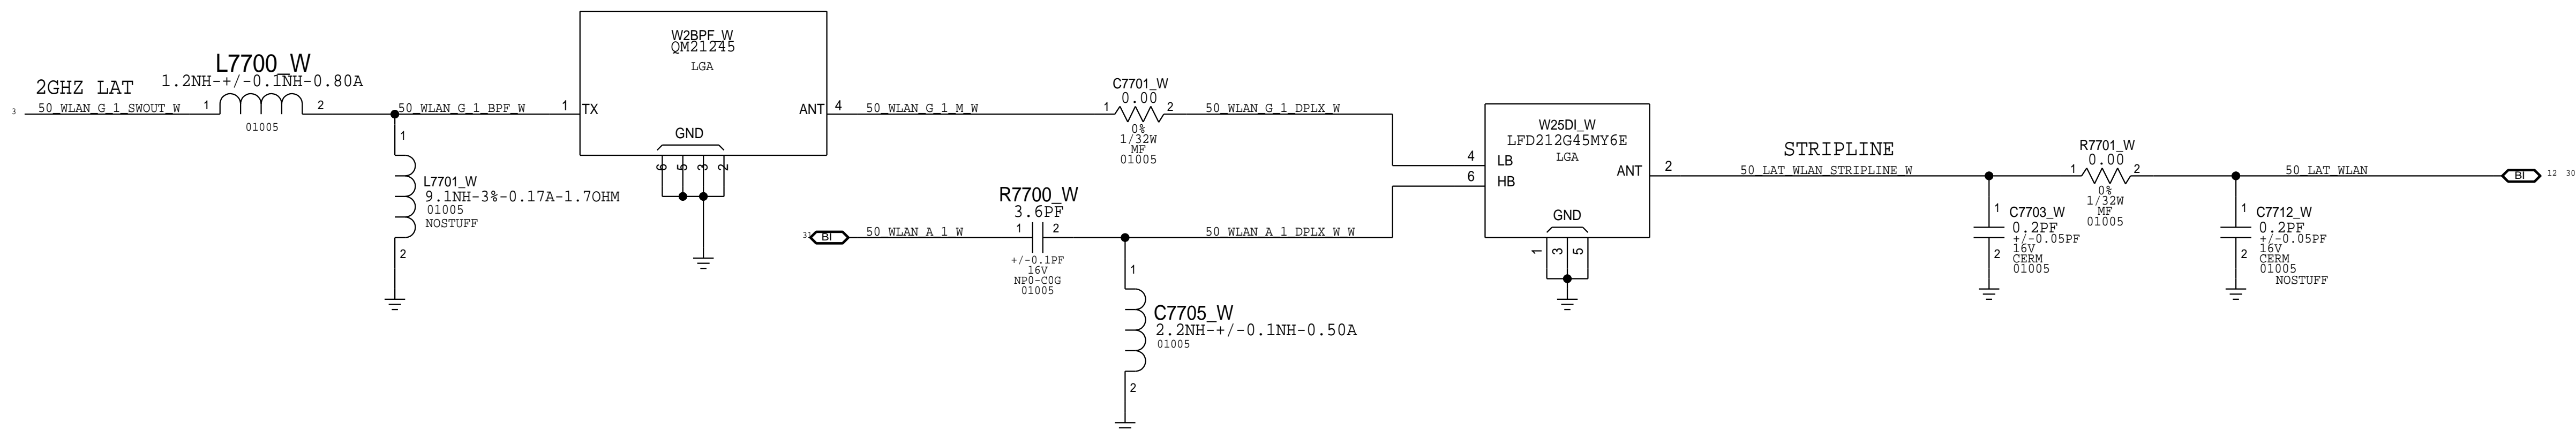 2GHZ LAT
3
50_WLAN_G_1_SWOUT_W
L7700_W
1.2NH-+/-0.1NH-0.80A
1
2
01005
50_WLAN_G_1_BPF_W
1
L7701_W
9.1NH-3%-0.17A-1.7OHM
01005
NOSTUFF
2
W2BPF_W
QM21245
LGA
1
TX
ANT
4
GND
6
5
3
2
50_WLAN_G_1_M_W
C7701_W
0.00
1
2
0%
1/32W
MF
01005
50_WLAN_G_1_DPLX_W
31
BI
50_WLAN_A_1_W
R7700_W
3.6PF
1
2
+/-0.1PF
16V
NP0-C0G
01005
50_WLAN_A_1_DPLX_W_W
1
C7705_W
2.2NH-+/-0.1NH-0.50A
01005
2
W25DI_W
LFD212G45MY6E
LGA
4
LB
6
HB
ANT
2
GND
1
3
5
STRIPLINE
50_LAT_WLAN_STRIPLINE_W
1
C7703_W
0.2PF
+/-0.05PF
16V
CERM
01005
2
R7701_W
0.00
1
2
0%
1/32W
MF
01005
50_LAT_WLAN
BI
12 30
1
C7712_W
0.2PF
+/-0.05PF
16V
CERM
01005
NOSTUFF
2